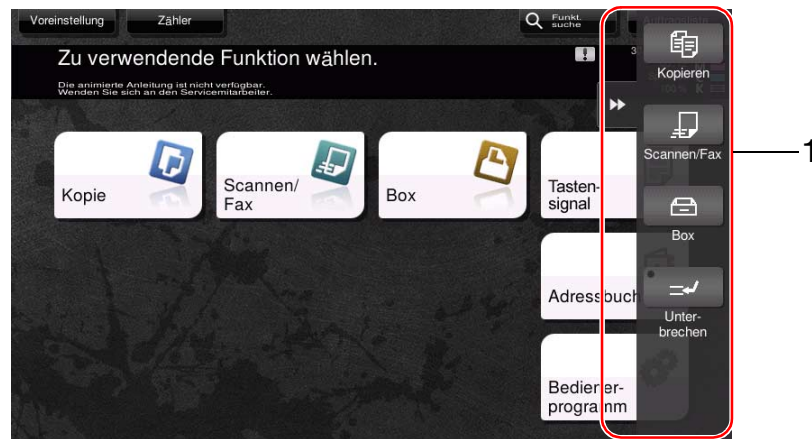 Voreinstellung
Zähler
Funkt.
suche
Zu verwendende Funktion wählen.
Die animierte Anleitung ist nicht verfügbar.
Wenden Sie sich an den Servicemitarbeiter.
3
K
Kopieren
Scannen/Fax
1
Box
Unter-
brechen
Kopie
Scannen/
Fax
Box
Tasten-
signal
Adressbuch
Bediener-
programm